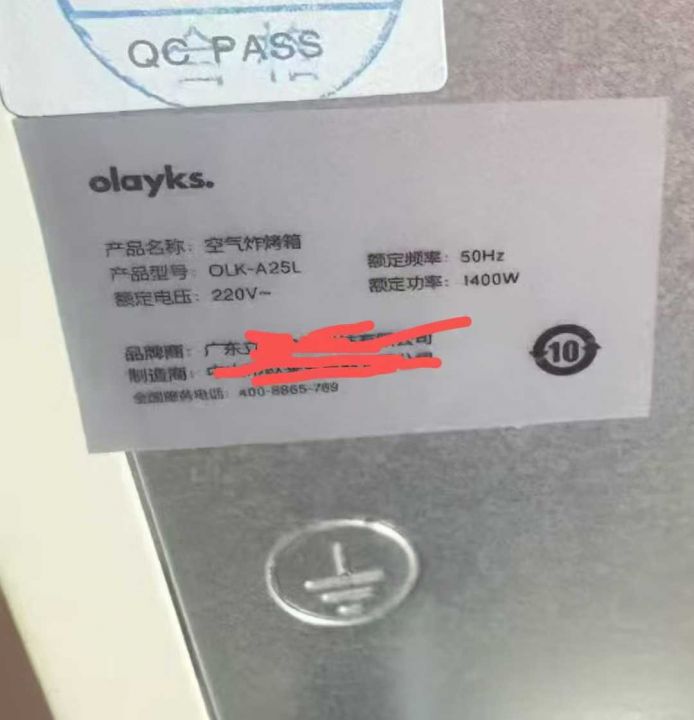 QC PASS
olayks.
产品名称: 空气炸烤箱
产品型号: OLK-A25L
额定电压: 220V~
额定频率: 50Hz
额定功率: 1400W
品牌商: 广东
制造商:
全国服务电话: 400-8865-769
10